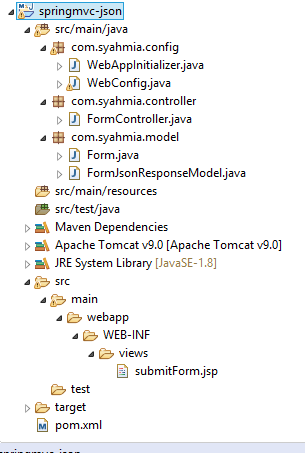 springmvc-json
src/main/java
com.syahmia.config
WebAppInitializer.java
WebConfig.java
com.syahmia.controller
FormController.java
com.syahmia.model
Form.java
FormJsonResponseModel.java
src/main/resources
src/test/java
Maven Dependencies
Apache Tomcat v9.0 [Apache Tomcat v9.0]
JRE System Library [JavaSE-1.8]
src
main
webapp
WEB-INF
views
submitForm.jsp
test
target
pom.xml